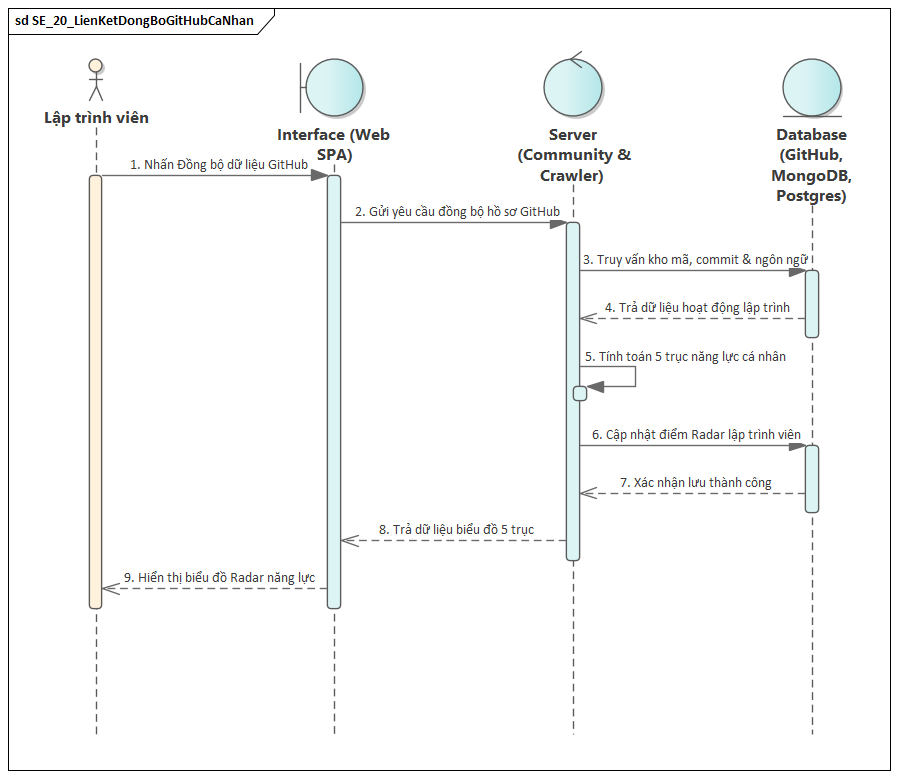 sd SE_20_LienKetDongBoGitHubCaNhan
Lập trình viên
Interface (Web
SPA)
Server
(Community &
Crawler)
Database
(GitHub,
MongoDB,
Postgres)
1. Nhấn Đồng bộ dữ liệu GitHub
2. Gửi yêu cầu đồng bộ hồ sơ GitHub
3. Truy vấn kho mã, commit & ngôn ngữ
4. Trả dữ liệu hoạt động lập trình
5. Tính toán 5 trục năng lực cá nhân
6. Cập nhật điểm Radar lập trình viên
7. Xác nhận lưu thành công
8. Trả dữ liệu biểu đồ 5 trục
9. Hiển thị biểu đồ Radar năng lực